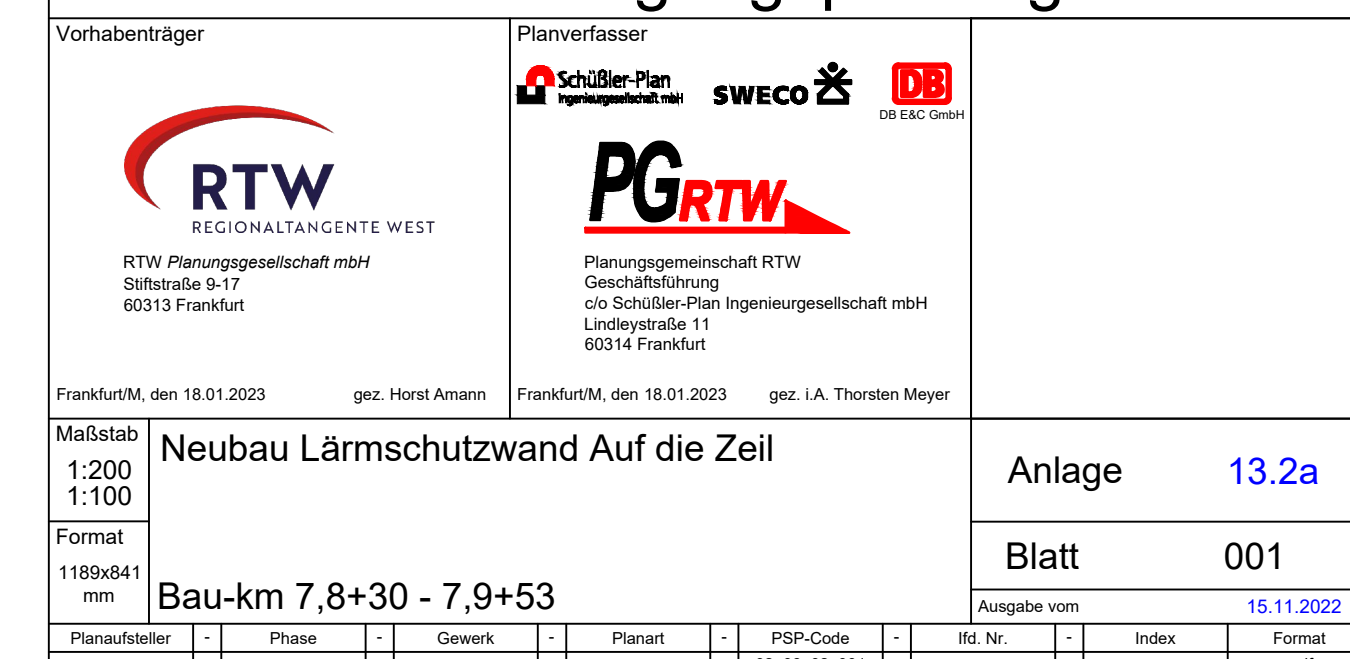 Vorhabenträger
RTW
REGIONALTANGENTE WEST
RTW Planungsgesellschaft mbH
Stiftstraße 9-17
60313 Frankfurt
Frankfurt/M, den 18.01.2023 gez. Horst Amann
Planverfasser
Schüßler-Plan
Ingenieurgesellschaft mbH
SWECO
DB
DB E&C GmbH
PGRTW
Planungsgemeinschaft RTW
Geschäftsführung
c/o Schüßler-Plan Ingenieurgesellschaft mbH
Lindleystraße 11
60314 Frankfurt
Frankfurt/M, den 18.01.2023 gez. i.A. Thorsten Meyer
Maßstab
1:200
1:100
Neubau Lärmschutzwand Auf die Zeil
Anlage 13.2a
Format
1189x841
mm
Bau-km 7,8+30 - 7,9+53
Blatt 001
Ausgabe vom 15.11.2022
Planaufsteller - Phase - Gewerk - Planart - PSP-Code - lfd. Nr. - Index Format